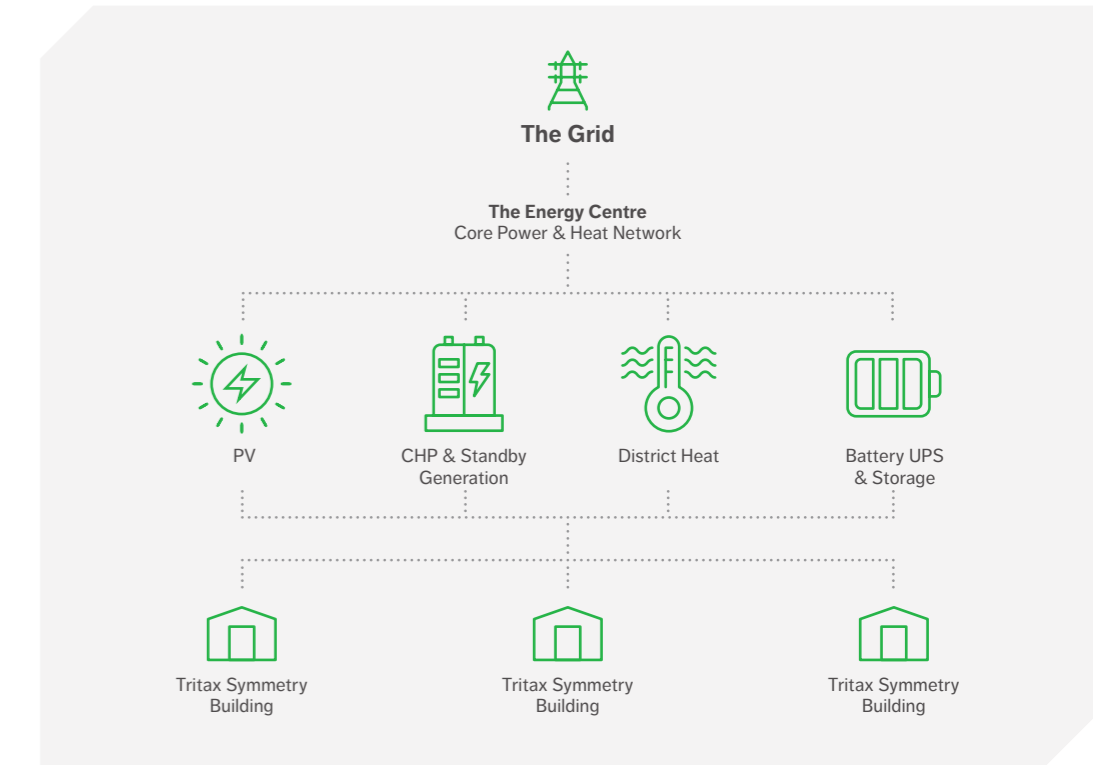 The Grid
The Energy Centre
Core Power & Heat Network
PV
CHP & Standby
Generation
District Heat
Battery UPS
& Storage
Tritax Symmetry
Building
Tritax Symmetry
Building
Tritax Symmetry
Building